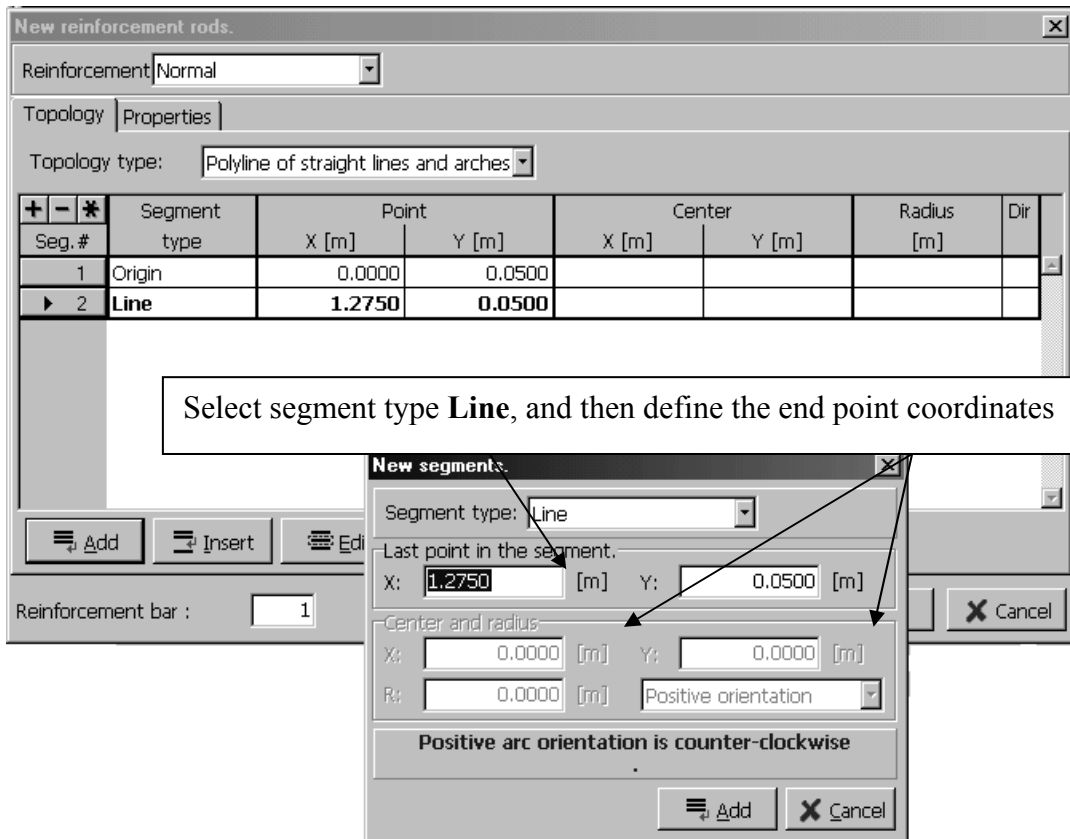 New reinforcement rods.
Reinforcement Normal
Topology Properties
Topology type: Polyline of straight lines and arches
+ - * Segment Point Center Radius Dir
Seg.# type X [m] Y [m] X [m] Y [m] [m]
1 Origin 0.0000 0.0500
2 Line 1.2750 0.0500
Select segment type Line, and then define the end point coordinates
New segments.
Segment type: Line
Add Insert Edi
Last point in the segment.
X: 1.2750 [m] Y: 0.0500 [m]
Reinforcement bar : 1 Cancel
Center and radius
X: 0.0000 [m] Y: 0.0000 [m]
R: 0.0000 [m] Positive orientation
Positive arc orientation is counter-clockwise
.
Add Cancel